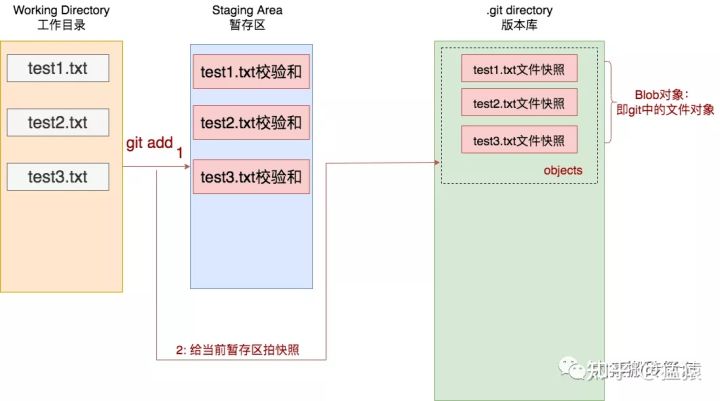 Working Directory
工作目录
Staging Area
暂存区
.git directory
版本库
test1.txt
test2.txt
test3.txt
git add
1
test1.txt校验和
test2.txt校验和
test3.txt校验和
test1.txt文件快照
test2.txt文件快照
test3.txt文件快照
objects
Blob对象:
即git中的文件对象
2: 给当前暂存区拍快照